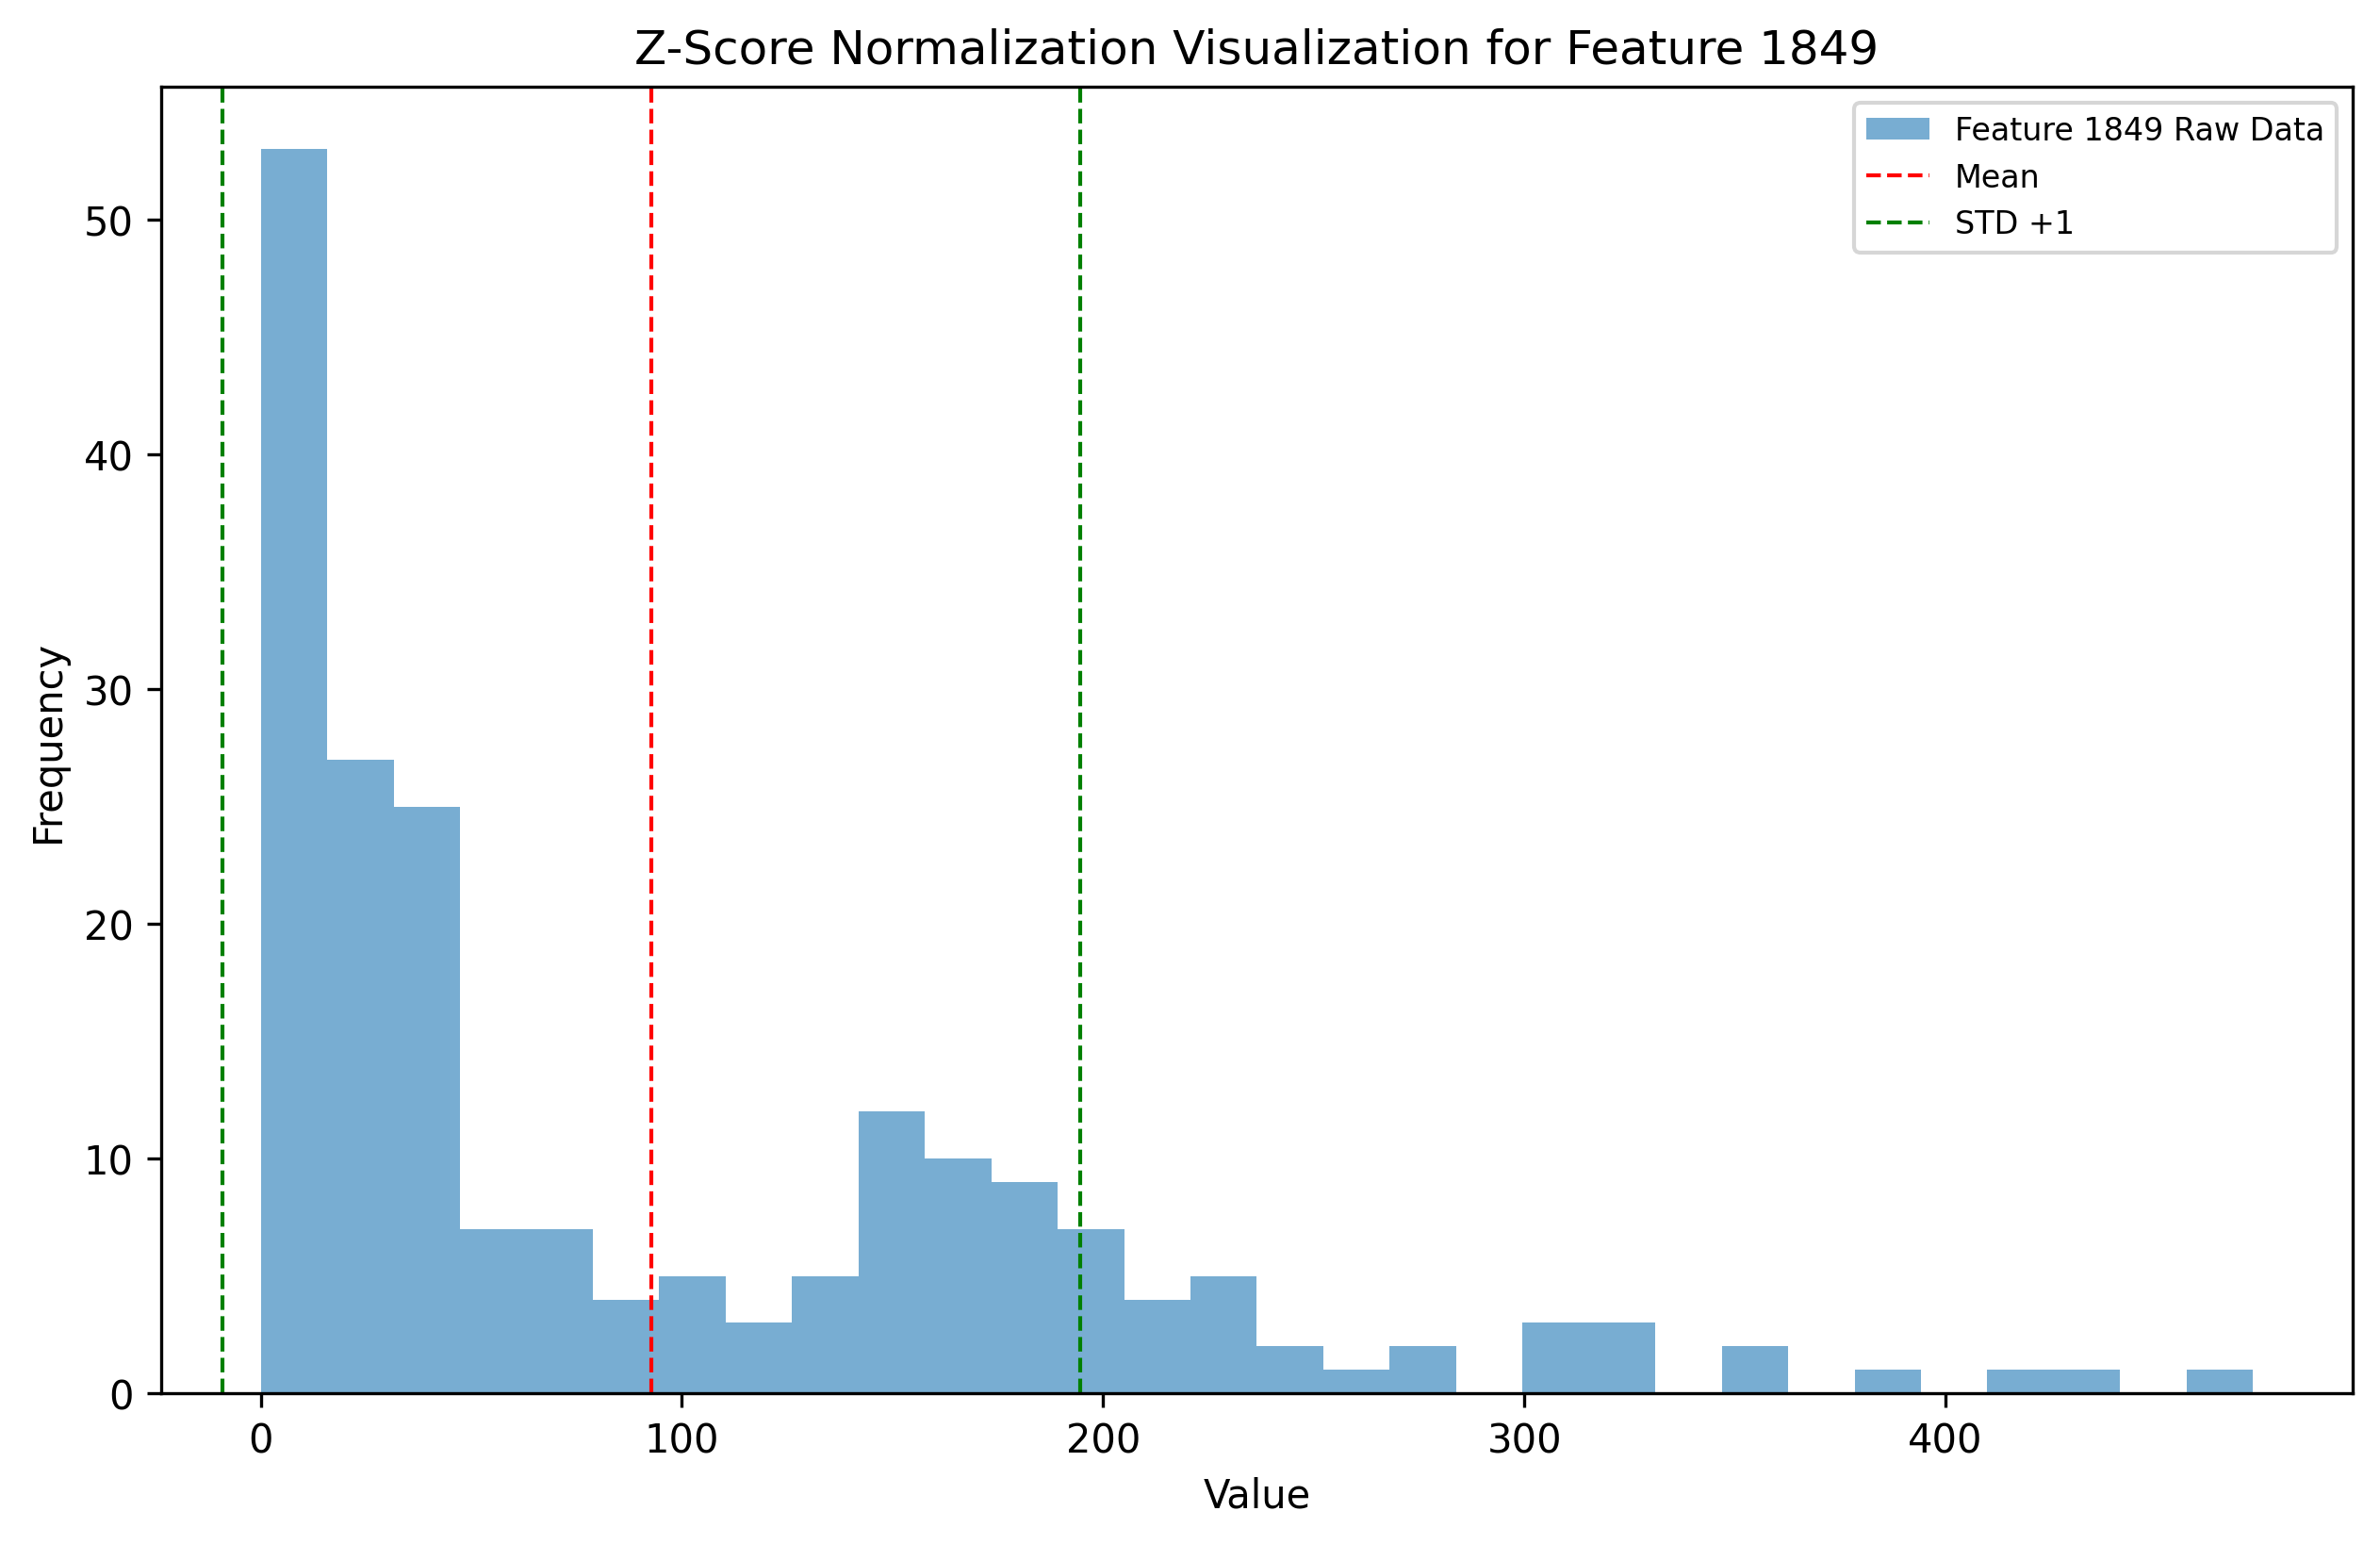 Z-Score Normalization Visualization for Feature 1849
Feature 1849 Raw Data
Mean
STD +1
Frequency
50
40
30
20
10
0
0 100 200 300 400
Value